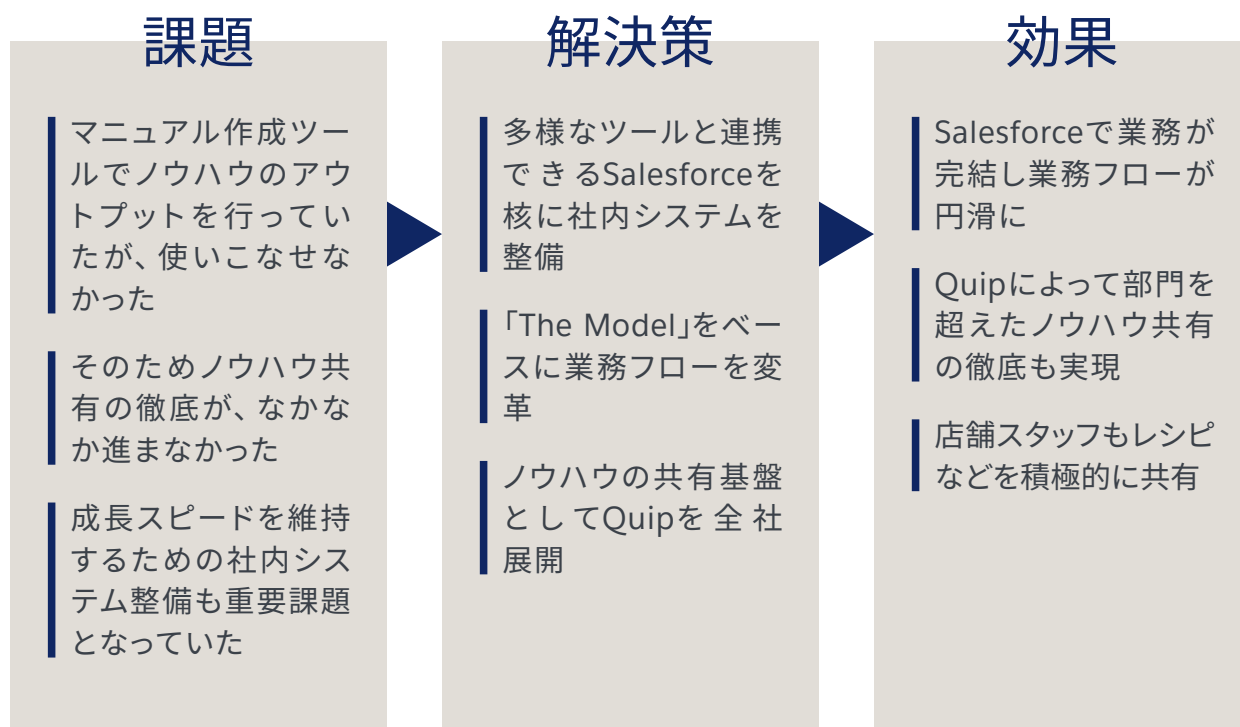 課題
マニュアル作成ツー
ルでノウハウのアウ
トプットを行ってい
たが、使いこなせな
かった
そのためノウハウ共
有の徹底が、なかな
か進まなかった
成長スピードを維持
するための社内シス
テム整備も重要課題
となっていた
解決策
多様なツールと連携
できるSalesforceを
核に社内システムを
整備
「The Model」をベー
スに業務フローを変
革
ノウハウの共有基盤
としてQuipを全社
展開
効果
Salesforceで業務が
完結し業務フローが
円滑に
Quipによって部門を
超えたノウハウ共有
の徹底も実現
店舗スタッフもレシピ
などを積極的に共有